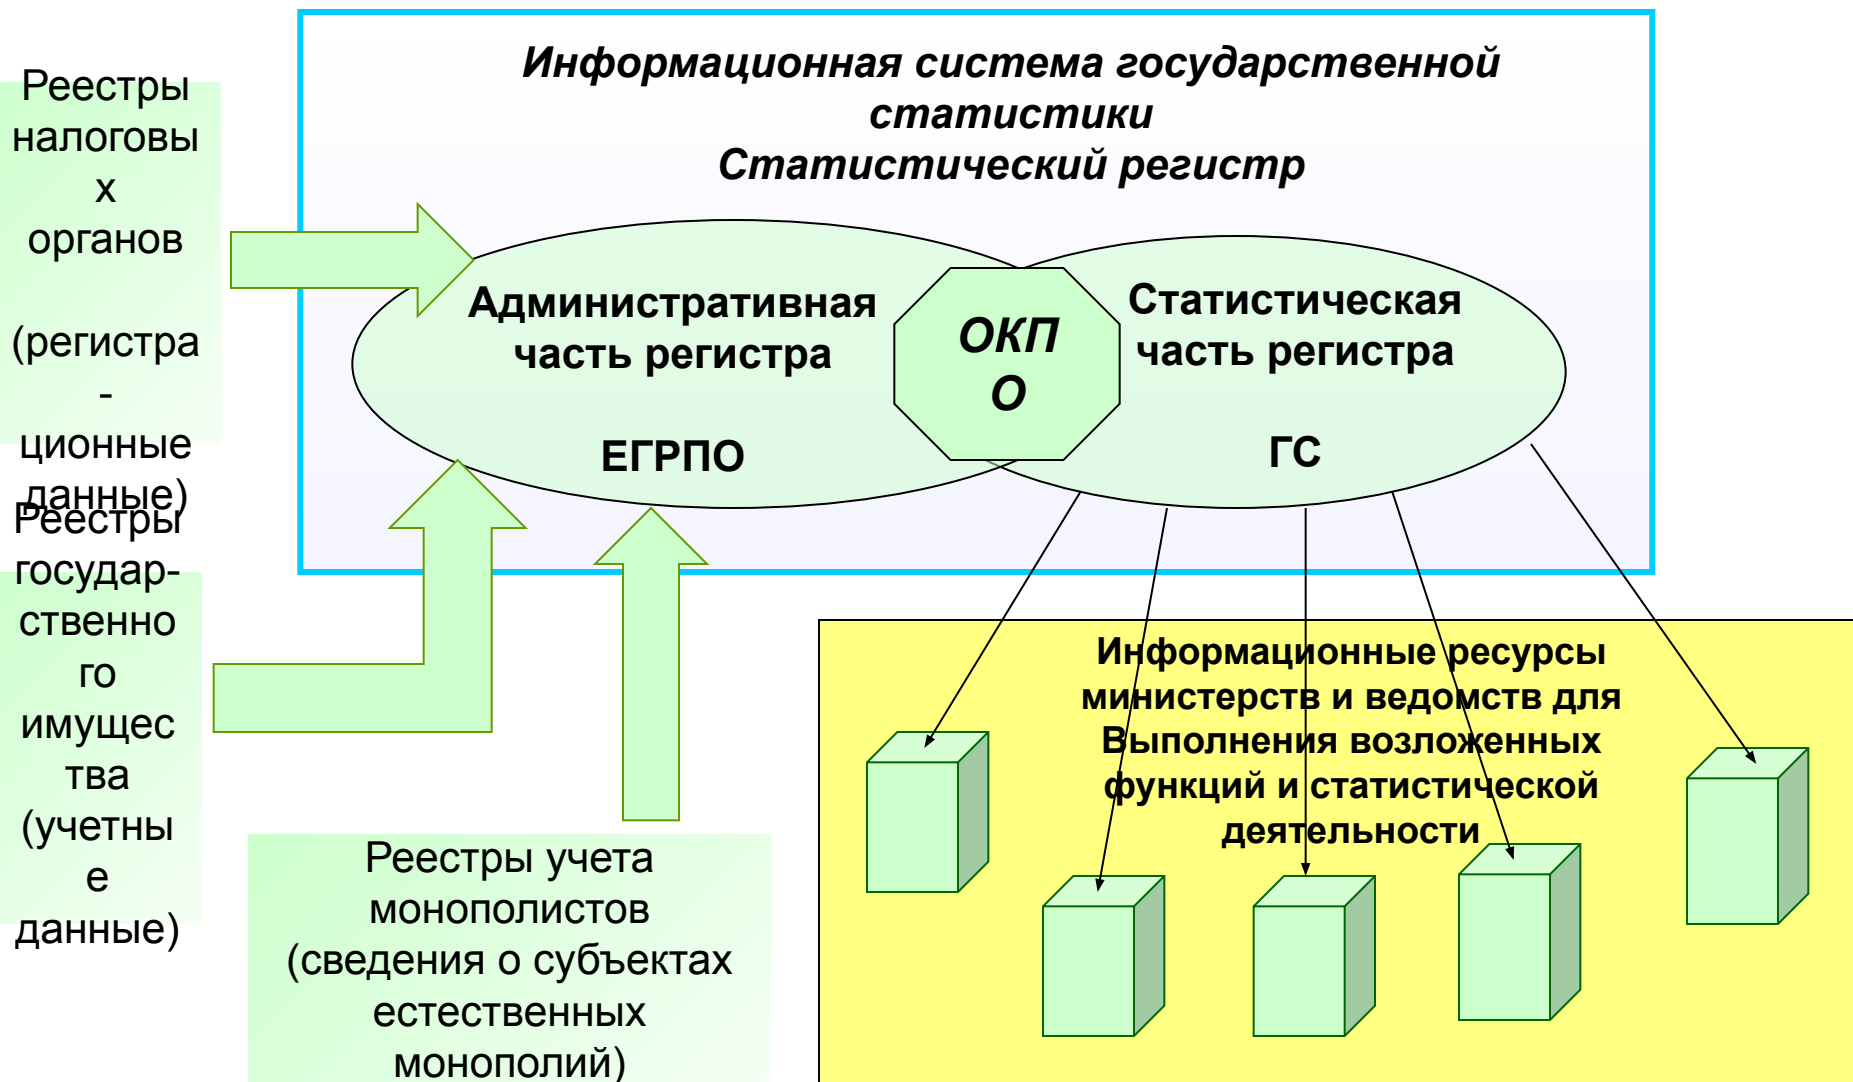 Информационная система государственной
статистики
Статистический регистр
Реестры
налоговы
х
органов
(регистра
-
ционные
данные)
Административная
часть регистра
ЕГРПО
ОКП
О
Статистическая
часть регистра
ГС
Реестры
государ-
ственно
го
имущес
тва
(учетны
е
данные)
Реестры учета
монополистов
(сведения о субъектах
естественных
монополий)
Информационные ресурсы
министерств и ведомств для
Выполнения возложенных
функций и статистической
деятельности